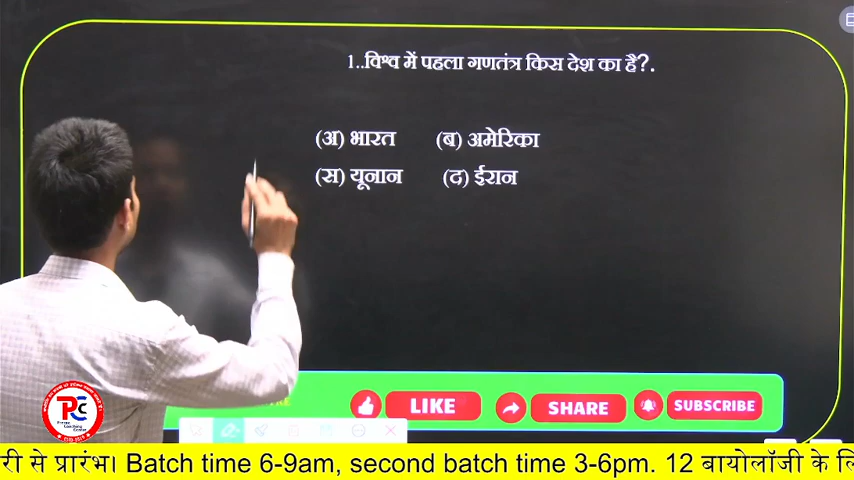 1..विश्व में पहला गणतंत्र किस देश का है?.
(अ) भारत (ब) अमेरिका
(स) यूनान (द) ईरान
LIKE
SHARE
SUBSCRIBE
री से प्रारंभ। Batch time 6-9am, second batch time 3-6pm. 12 बायोलॉजी के